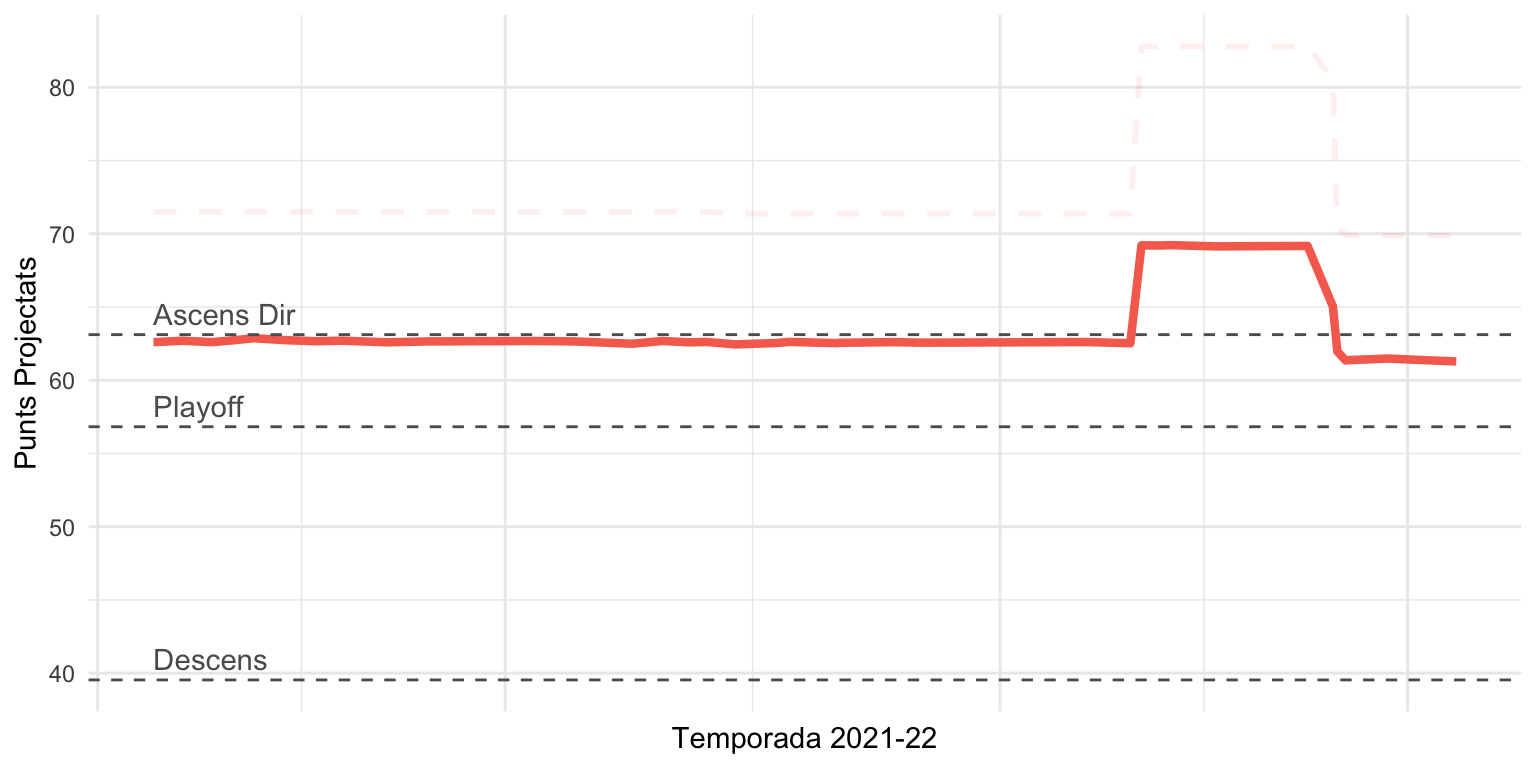 80
70
60
50
40
Punts Projectats
Ascens Dir
Playoff
Descens
Temporada 2021-22